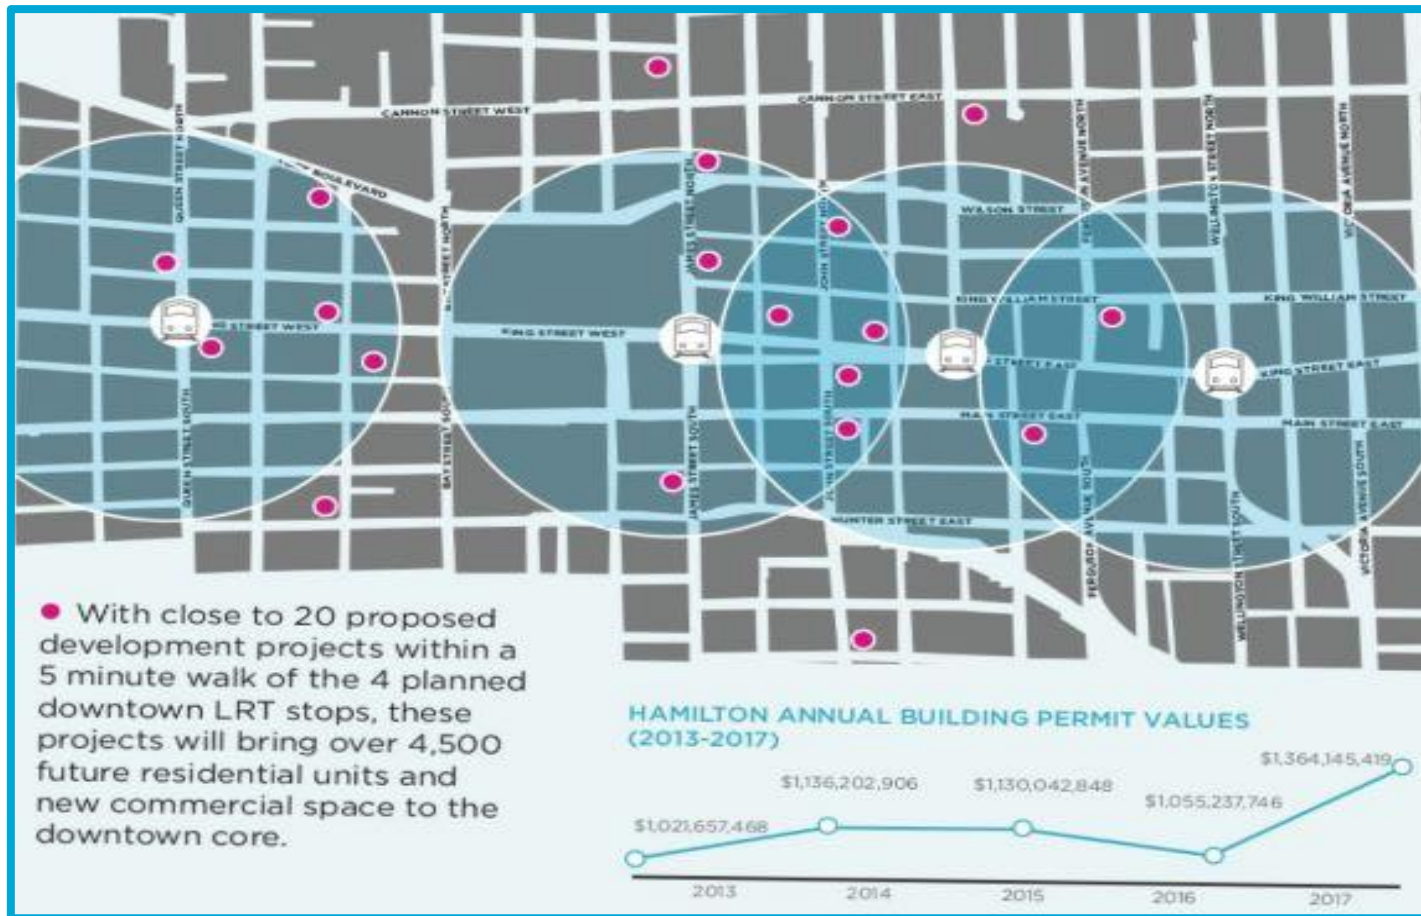 CANNON STREET WEST
CANNON STREET EAST
QUEEN STREET NORTH
BOULEVARD
STREET NORTH
JAMES STREET NORTH
JOHN STREET NORTH
WILSON STREET
AVENUE NORTH
WELLINGTON STREET NORTH
VICTORIA AVENUE NORTH
KING WILLIAM STREET
KING WILLIAM STREET
STREET WEST
KING STREET WEST
STREET EAST
KING STREET EAST
MAIN STREET EAST
MAIN STREET EAST
QUEEN STREET SOUTH
BAY STREET SOUTH
JAMES STREET SOUTH
JOHN STREET SOUTH
HUNTER STREET EAST
FERGUSON AVENUE SOUTH
WELLINGTON STREET SOUTH
VICTORIA AVENUE SOUTH
With close to 20 proposed
development projects within a
5 minute walk of the 4 planned
downtown LRT stops, these
projects will bring over 4,500
future residential units and
new commercial space to the
downtown core.
HAMILTON ANNUAL BUILDING PERMIT VALUES
(2013-2017)
$1,021,657,468
$1,136,202,906
$1,130,042,848
$1,055,237,746
$1,364,145,419
2013
2014
2015
2016
2017